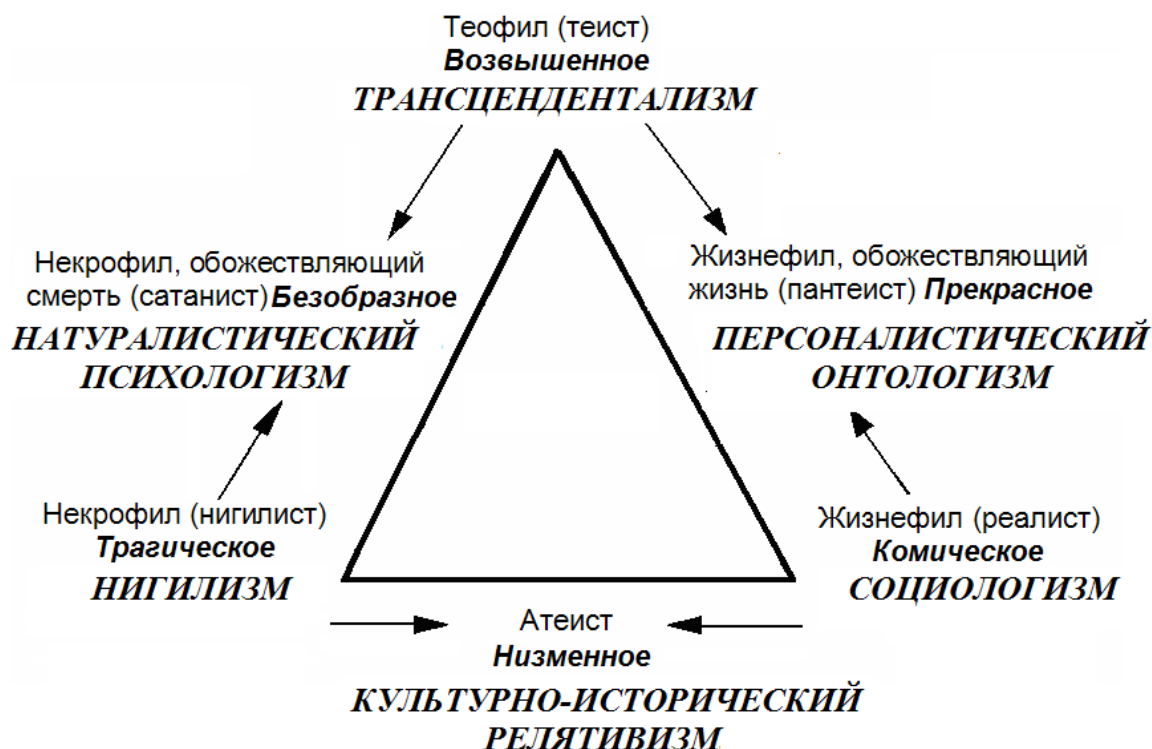 Теофил (теист)
Возвышенное
ТРАНСЦЕНДЕНТАЛИЗМ
Некрофил, обожествляющий
смерть (сатанист) Безобразное
НАТУРАЛИСТИЧЕСКИЙ
ПСИХОЛОГИЗМ
Жизнефил, обожествляющий
жизнь (пантеист) Прекрасное
ПЕРСОНАЛИСТИЧЕСКИЙ
ОНТОЛОГИЗМ
Некрофил (нигилист)
Трагическое
НИГИЛИЗМ
Жизнефил (реалист)
Комическое
СОЦИОЛОГИЗМ
Атеист
Низменное
КУЛЬТУРНО-ИСТОРИЧЕСКИЙ
РЕЛЯТИВИЗМ